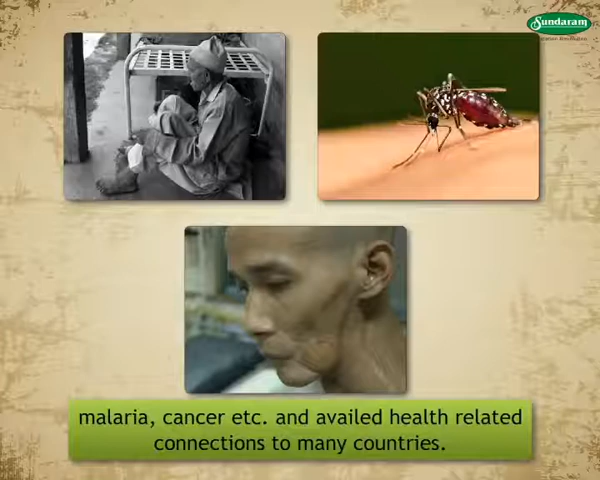 Sundaram
malaria, cancer etc. and availed health related
connections to many countries.